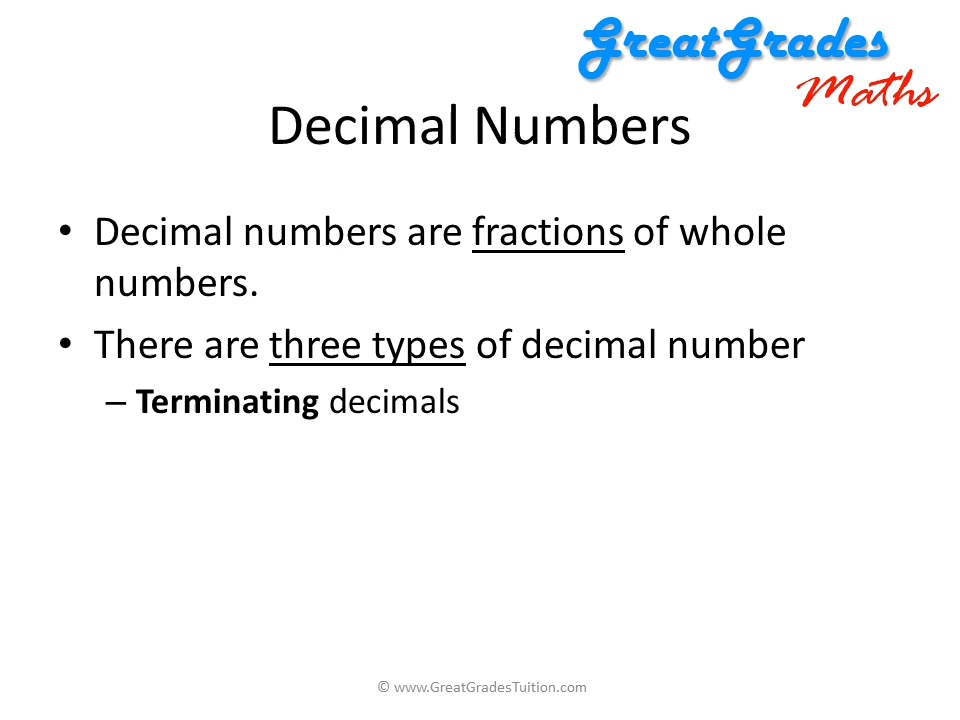 GreatGrades
Maths
Decimal Numbers
• Decimal numbers are fractions of whole
numbers.
• There are three types of decimal number
– Terminating decimals
© www.GreatGradesTuition.com